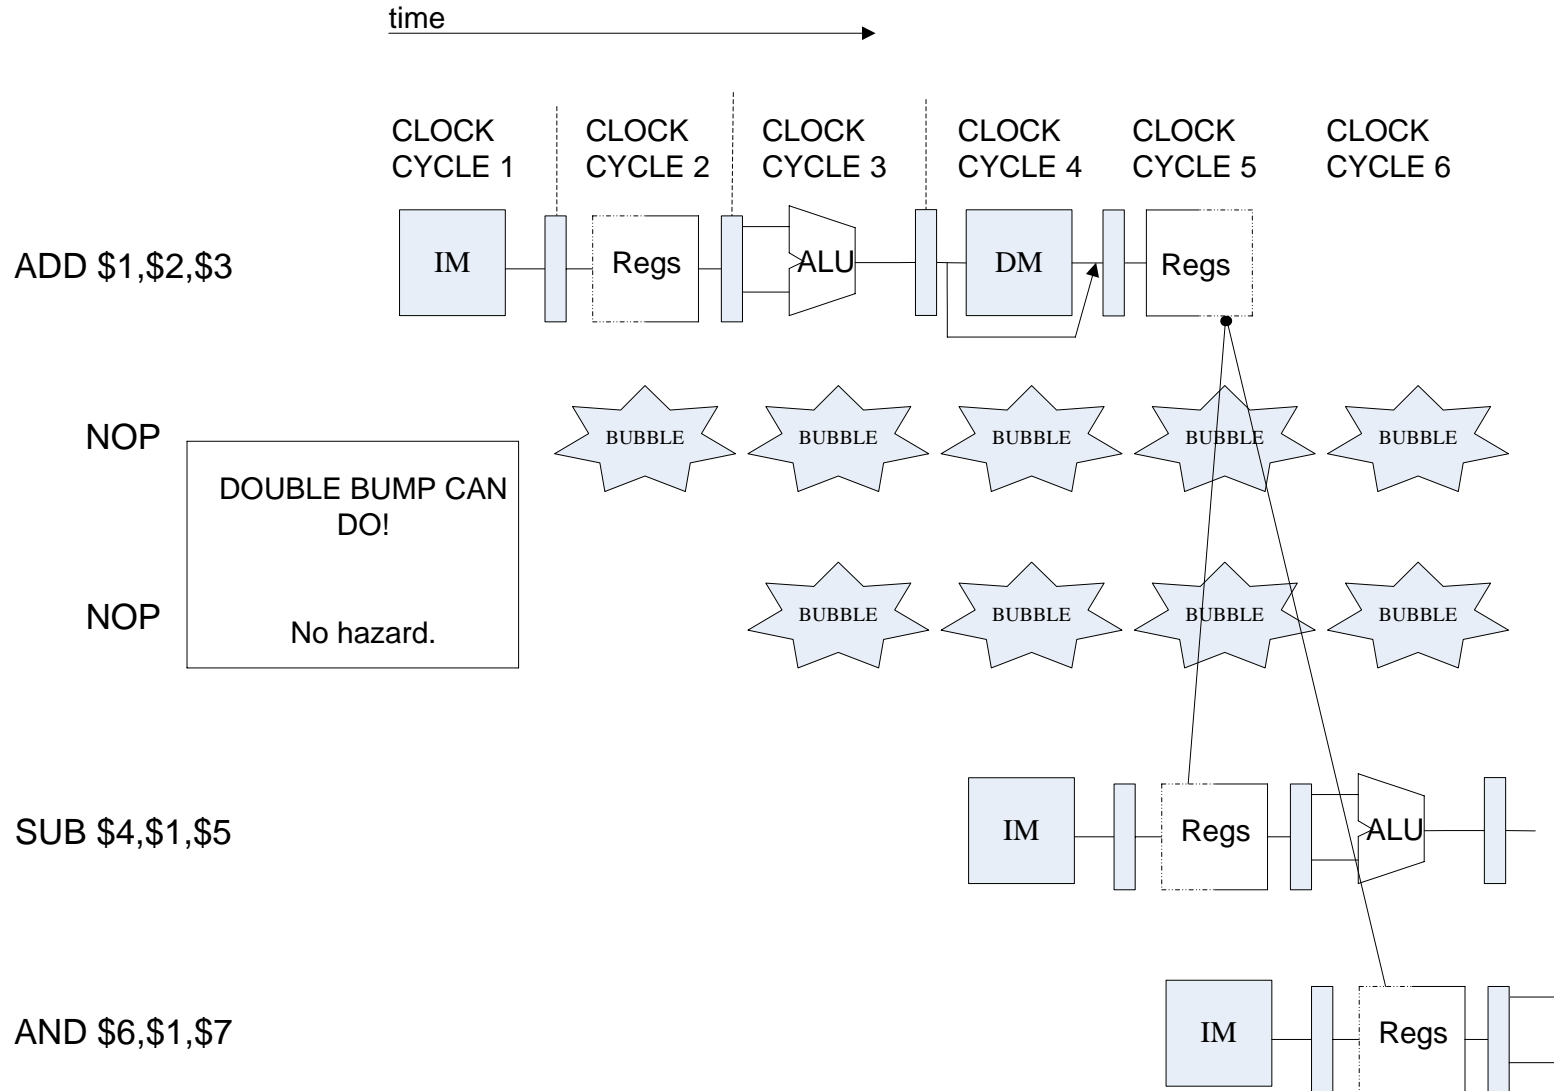 time
CLOCK CYCLE 1
CLOCK CYCLE 2
CLOCK CYCLE 3
CLOCK CYCLE 4
CLOCK CYCLE 5
CLOCK CYCLE 6
ADD $1,$2,$3
IM
Regs
ALU
DM
Regs
NOP
BUBBLE
BUBBLE
BUBBLE
BUBBLE
BUBBLE
DOUBLE BUMP CAN
DO!
No hazard.
NOP
BUBBLE
BUBBLE
BUBBLE
BUBBLE
SUB $4,$1,$5
IM
Regs
ALU
AND $6,$1,$7
IM
Regs